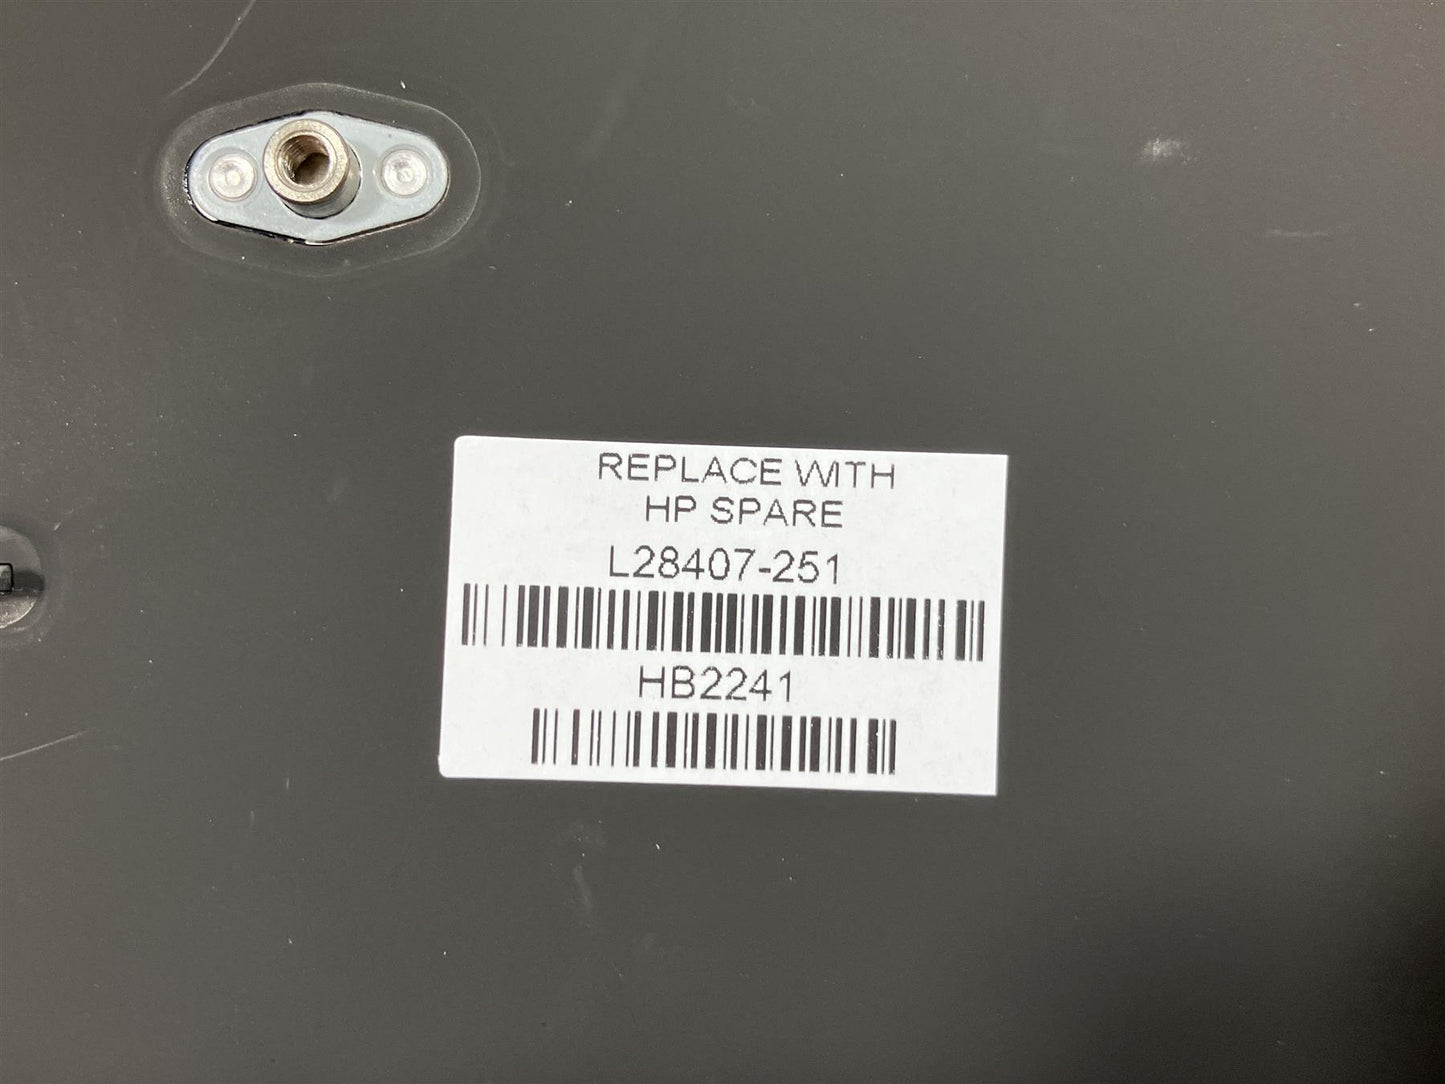 REPLACE WITH
HP SPARE
L28407-251
HB2241